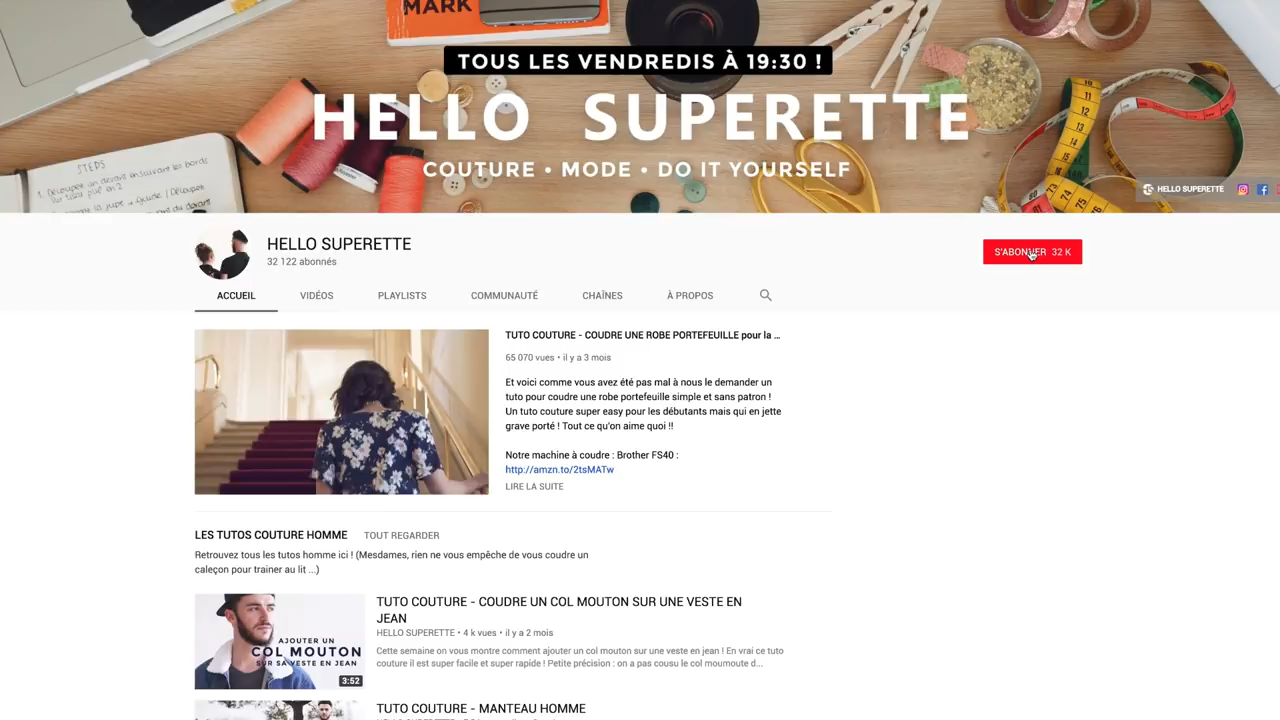 MARK
TOUS LES VENDREDIS À 19:30 !
HELLO SUPERETTE
COUTURE • MODE • DO IT YOURSELF
STEPS
HELLO SUPERETTE
HELLO SUPERETTE
32 122 abonnés
S'ABONNER 32 K
ACCUEIL VIDÉOS PLAYLISTS COMMUNAUTÉ CHAÎNES À PROPOS
TUTO COUTURE - COUDRE UNE ROBE PORTEFEUILLE pour la ...
65 070 vues • il y a 3 mois
Et voici comme vous avez été pas mal à nous le demander un
tuto pour coudre une robe portefeuille simple et sans patron !
Un tuto couture super easy pour les débutants mais qui en jette
grave porté ! Tout ce qu'on aime quoi !!
Notre machine à coudre : Brother FS40 :
http://amzn.to/2tsMATw
LIRE LA SUITE
LES TUTOS COUTURE HOMME TOUT REGARDER
Retrouvez tous les tutos homme ici ! (Mesdames, rien ne vous empêche de vous coudre un
caleçon pour trainer au lit ...)
AJOUTER UN
COL MOUTON
SUR SA VESTE EN JEAN
3:52
TUTO COUTURE - COUDRE UN COL MOUTON SUR UNE VESTE EN
JEAN
HELLO SUPERETTE • 4 k vues • il y a 2 mois
Cette semaine on vous montre comment ajouter un col mouton sur une veste en jean ! En vrai ce tuto
couture il est super facile et super rapide ! Petite précision : on a pas cousu le col moumoute d...
TUTO COUTURE - MANTEAU HOMME